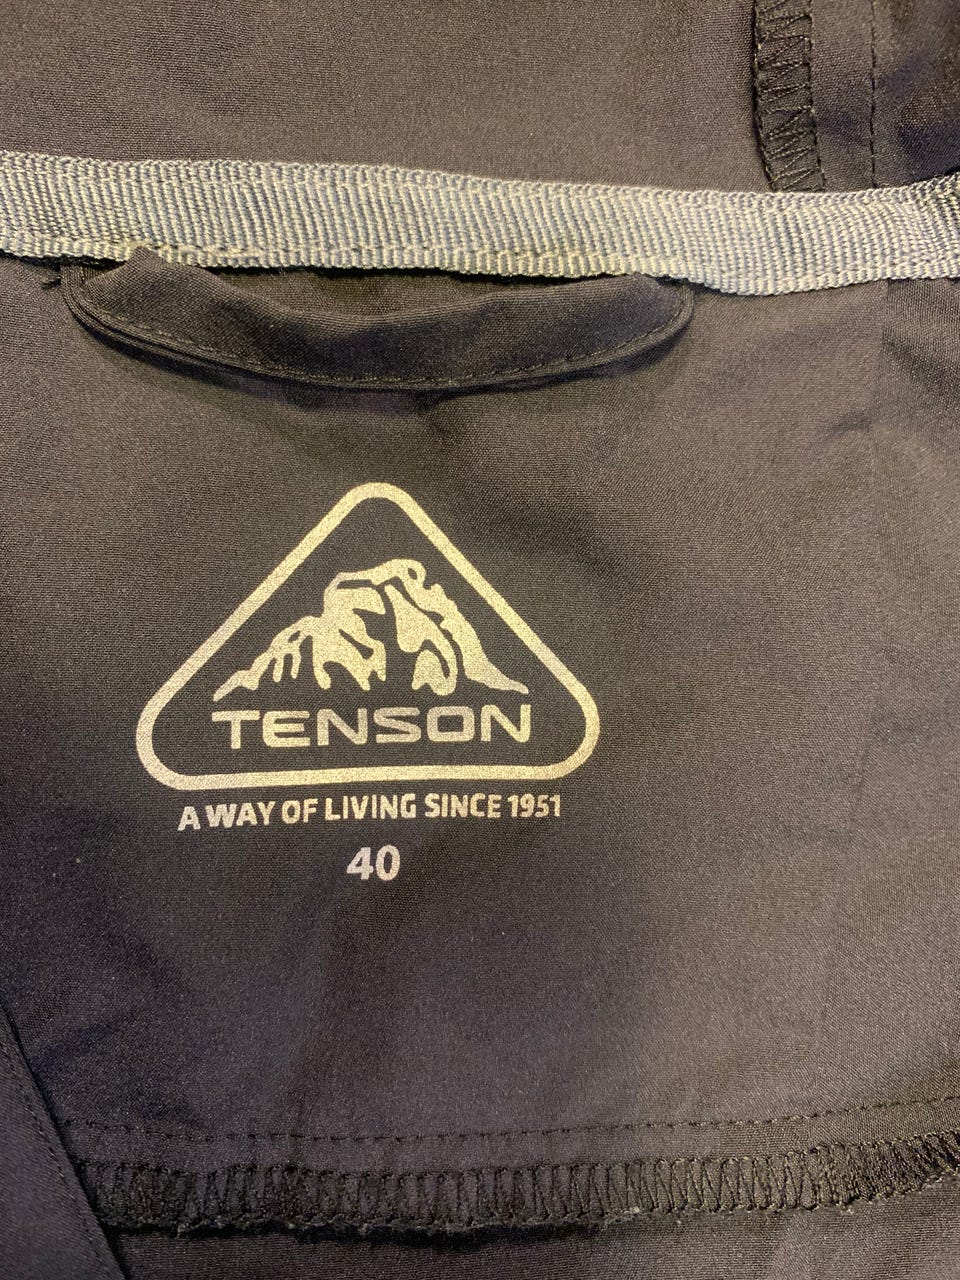 TENSON
A WAY OF LIVING SINCE 1951
40